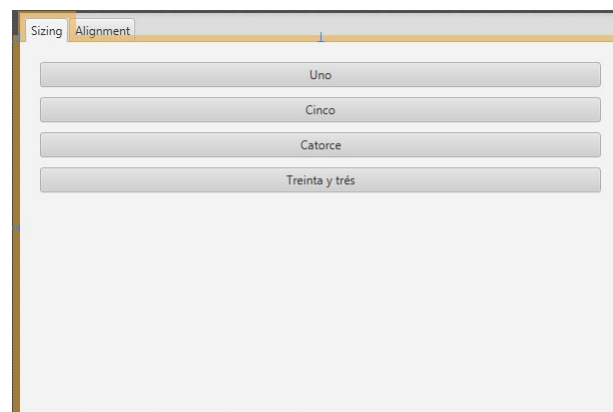 Sizing Alignment
Uno
Cinco
Catorce
Treinta y trés